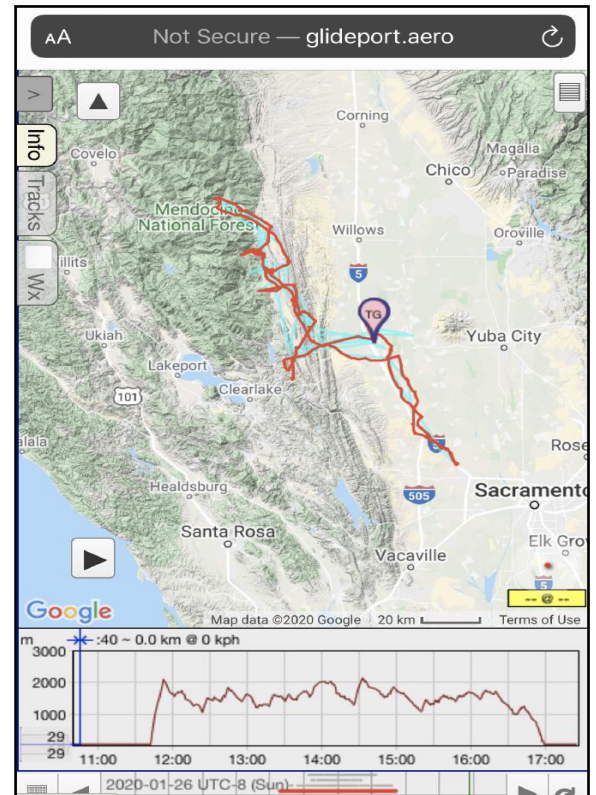 AA Not Secure — glideport.aero
>
Info
Tracks
Wx
Corning
Covelo
Magalia
Chico
Paradise
Mendocino
National Forest
Willows
Oroville
5
illits
TG
Ukiah
Yuba City
Lakeport
Clearlake
101
alala
5
Rose
Healdsburg
505
Sacramento
Santa Rosa
Elk Gro
Vacaville
5
-- @ --
Google
Map data ©2020 Google 20 km Terms of Use
m :40 ~ 0.0 km @ 0 kph
3000
2000
1000
29
29
11:00 12:00 13:00 14:00 15:00 16:00 17:00
2020-01-26 UTC-8 (Sun)